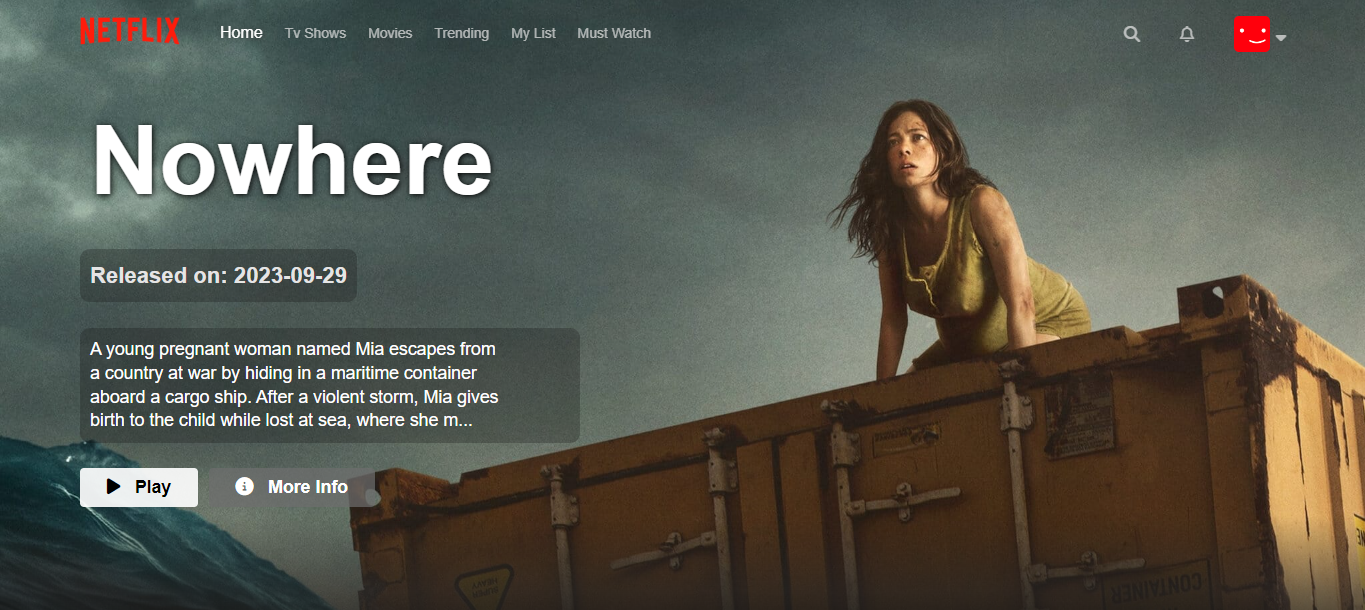 NETFLIX
Home
Tv Shows
Movies
Trending
My List
Must Watch
Nowhere
Released on: 2023-09-29
A young pregnant woman named Mia escapes from
a country at war by hiding in a maritime container
aboard a cargo ship. After a violent storm, Mia gives
birth to the child while lost at sea, where she m...
Play
More Info
SUPER
HEAVY
CONTAINER